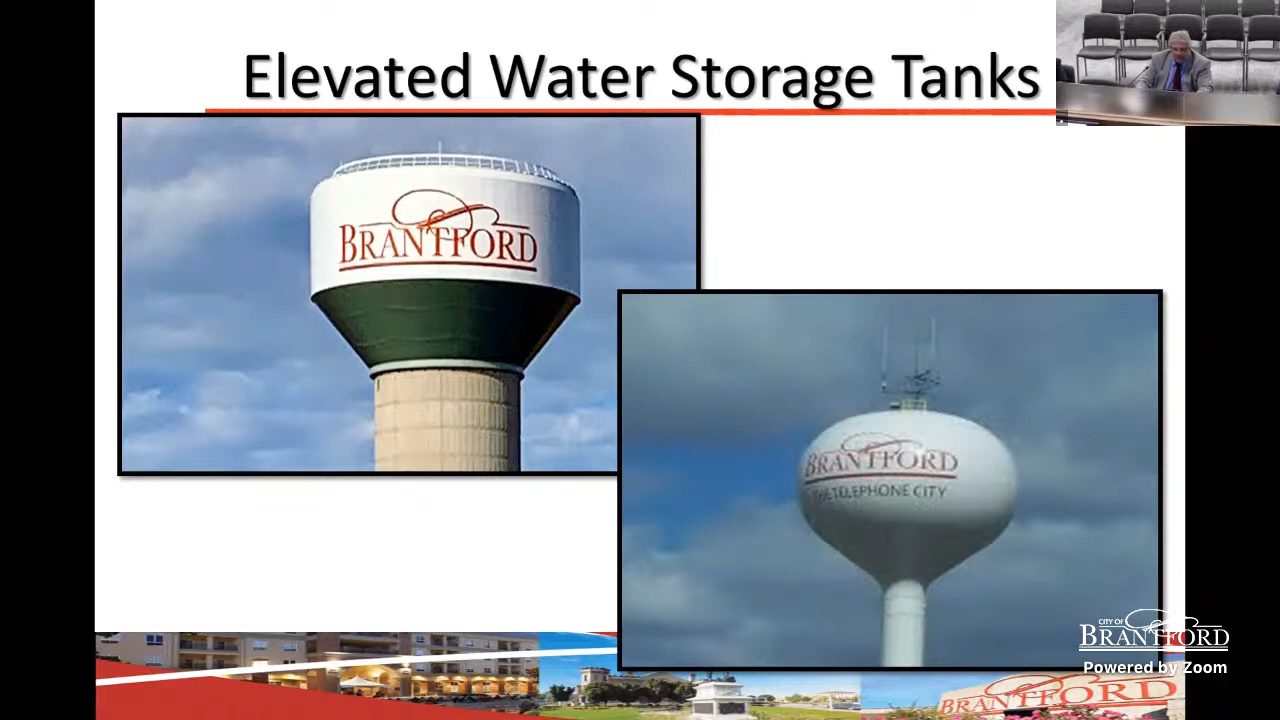 Elevated Water Storage Tanks
BRANTFORD
BRANTFORD
THE TELEPHONE CITY
CITY OF
BRANTFORD
Powered by Zoom
BRANTFORD